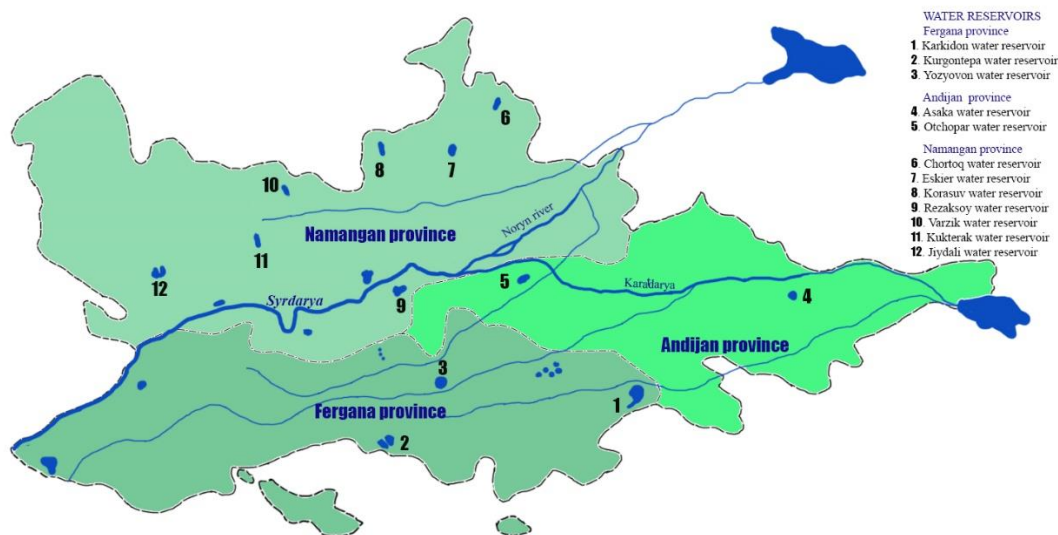 WATER RESERVOIRS
Fergana province
1. Karkidon water reservoir
2. Kurgontepa water reservoir
3. Yozyovon water reservoir
Andijan province
4. Asaka water reservoir
5. Otchopar water reservoir
Namangan province
6. Chortoq water reservoir
7. Eskier water reservoir
8. Korasuv water reservoir
9. Rezaksoy water reservoir
10. Varzik water reservoir
11. Kukterak water reservoir
12. Jiydali water reservoir
6
8
7
10
Noryn river
Namangan province
11
12
5
Karadarya
4
Syrdarya
9
Andijan province
3
1
Fergana province
2